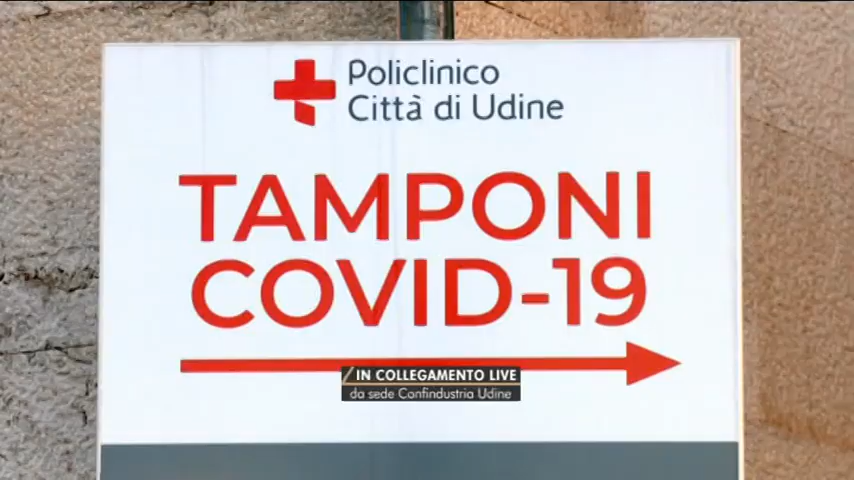 Policlinico
Città di Udine
TAMPONI
COVID-19
IN COLLEGAMENTO LIVE
da sede Confindustria Udine